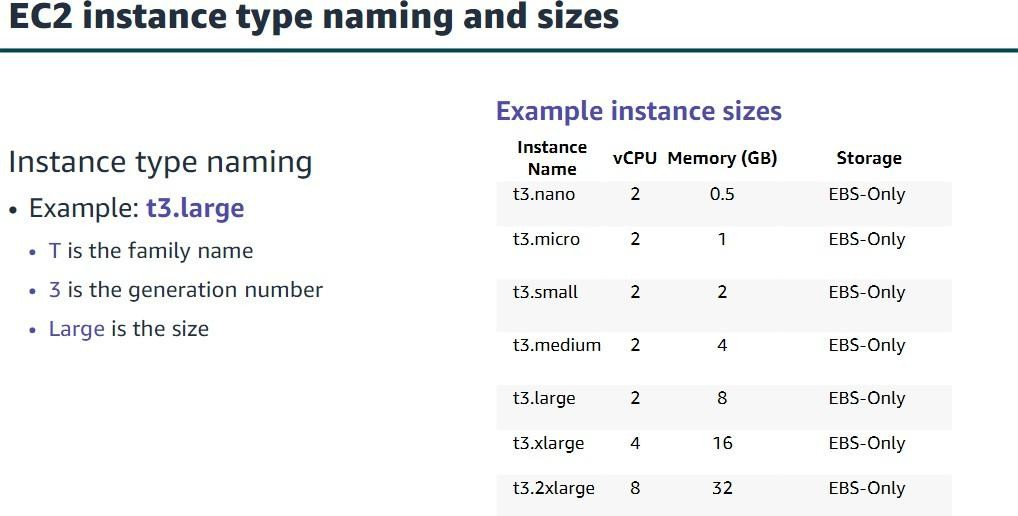 EC2 instance type naming and sizes
Instance type naming
• Example: t3.large
• T is the family name
• 3 is the generation number
• Large is the size
Example instance sizes
Instance Name vCPU Memory (GB) Storage
t3.nano 2 0.5 EBS-Only
t3.micro 2 1 EBS-Only
t3.small 2 2 EBS-Only
t3.medium 2 4 EBS-Only
t3.large 2 8 EBS-Only
t3.xlarge 4 16 EBS-Only
t3.2xlarge 8 32 EBS-Only